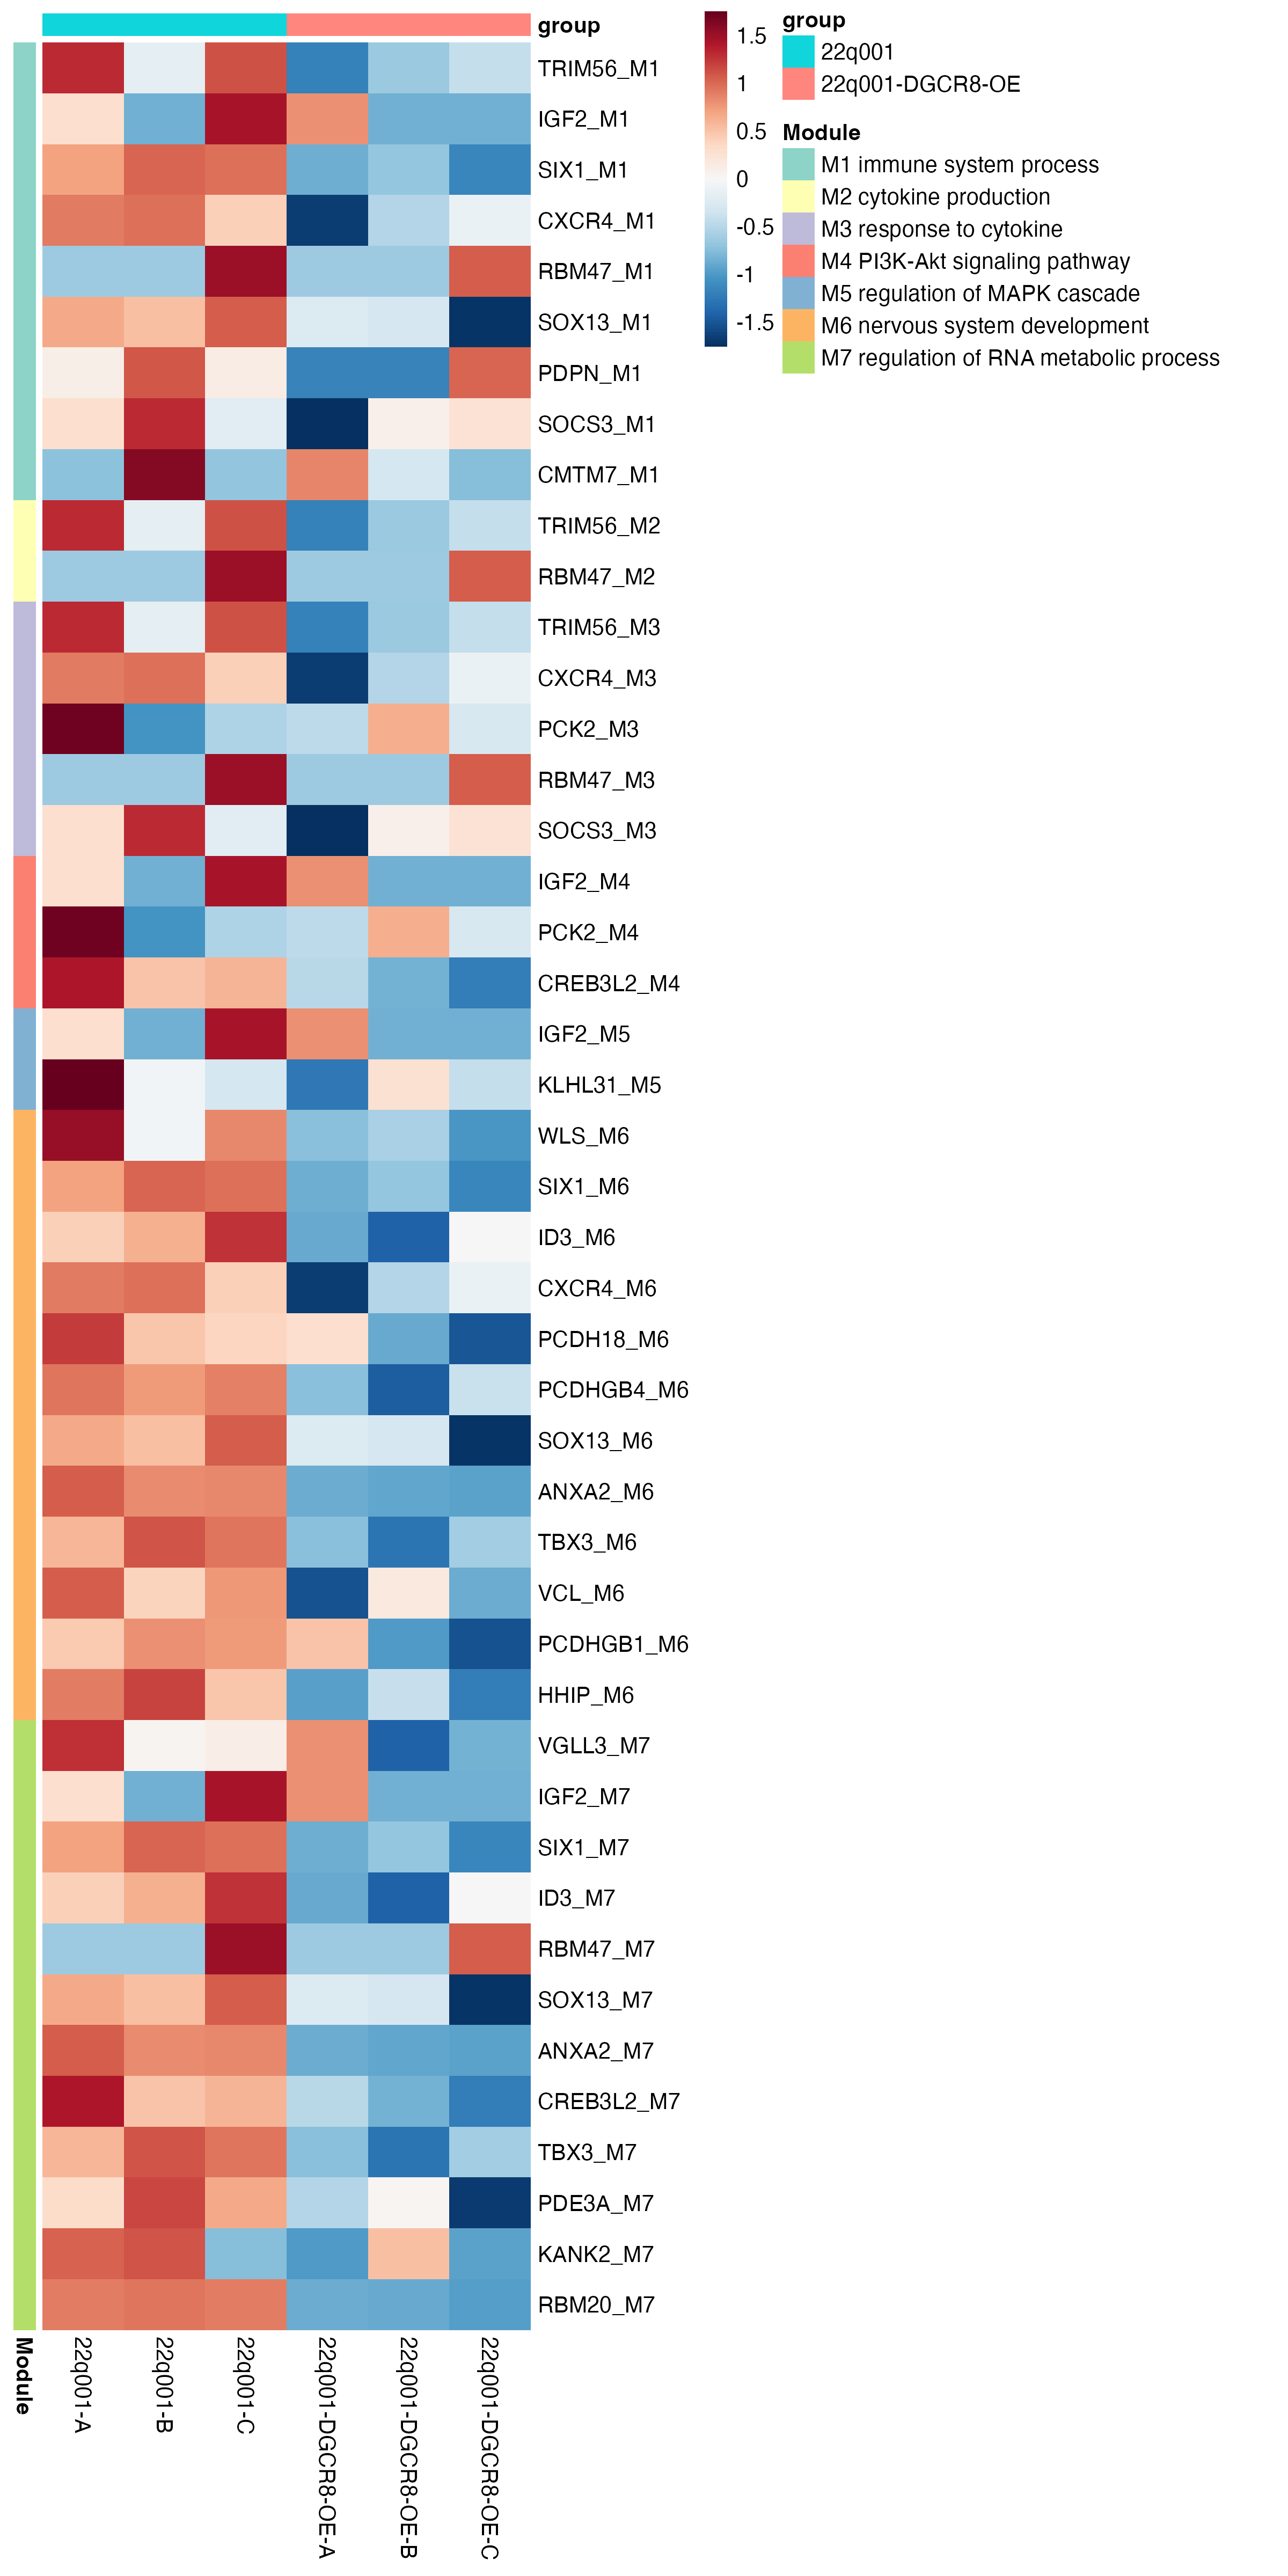 group
TRIM56_M1
IGF2_M1
SIX1_M1
CXCR4_M1
RBM47_M1
SOX13_M1
PDPN_M1
SOCS3_M1
CMTM7_M1
TRIM56_M2
RBM47_M2
TRIM56_M3
CXCR4_M3
PCK2_M3
RBM47_M3
SOCS3_M3
IGF2_M4
PCK2_M4
CREB3L2_M4
IGF2_M5
KLHL31_M5
WLS_M6
SIX1_M6
ID3_M6
CXCR4_M6
PCDH18_M6
PCDHGB4_M6
SOX13_M6
ANXA2_M6
TBX3_M6
VCL_M6
PCDHGB1_M6
HHIP_M6
VGLL3_M7
IGF2_M7
SIX1_M7
ID3_M7
RBM47_M7
SOX13_M7
ANXA2_M7
CREB3L2_M7
TBX3_M7
PDE3A_M7
KANK2_M7
RBM20_M7
1.5
1
0.5
0
-0.5
-1
-1.5
group
22q001
22q001-DGCR8-OE
Module
M1 immune system process
M2 cytokine production
M3 response to cytokine
M4 PI3K-Akt signaling pathway
M5 regulation of MAPK cascade
M6 nervous system development
M7 regulation of RNA metabolic process
Module
22q001-A
22q001-B
22q001-C
22q001-DGCR8-OE-A
22q001-DGCR8-OE-B
22q001-DGCR8-OE-C